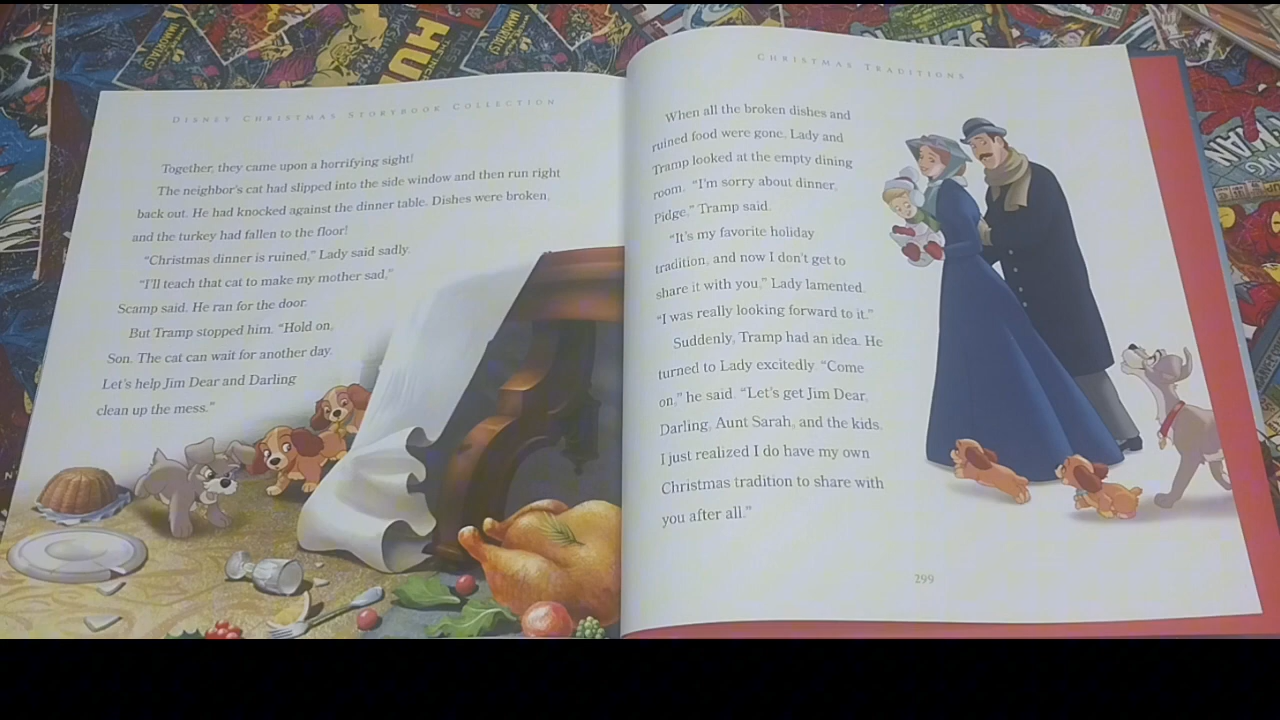 DISNEY CHRISTMAS STORYBOOK COLLECTION
Together, they came upon a horrifying sight!
The neighbor's cat had slipped into the side window and then run right
back out. He had knocked against the dinner table. Dishes were broken,
and the turkey had fallen to the floor!
"Christmas dinner is ruined," Lady said sadly.
"I'll teach that cat to make my mother sad,"
Scamp said. He ran for the door.
But Tramp stopped him. "Hold on,
Son. The cat can wait for another day.
Let's help Jim Dear and Darling
clean up the mess."
CHRISTMAS TRADITIONS
When all the broken dishes and
ruined food were gone, Lady and
Tramp looked at the empty dining
room. "I'm sorry about dinner,
Pidge," Tramp said.
"It's my favorite holiday
tradition, and now I don't get to
share it with you," Lady lamented.
"I was really looking forward to it."
Suddenly, Tramp had an idea. He
turned to Lady excitedly. "Come
on," he said. "Let's get Jim Dear,
Darling, Aunt Sarah, and the kids.
I just realized I do have my own
Christmas tradition to share with
you after all."
299